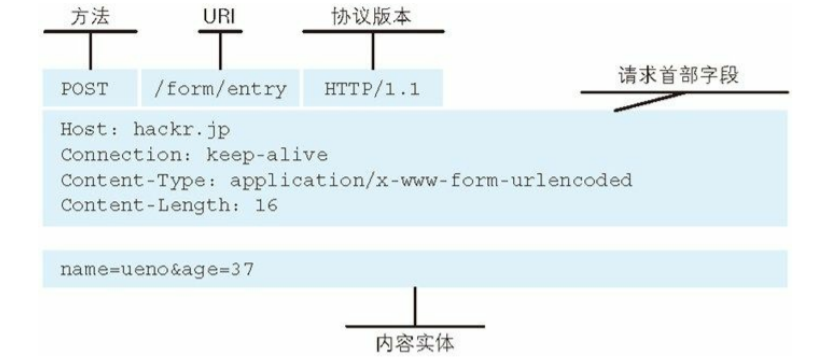 方法 URI 协议版本
请求首部字段
POST /form/entry HTTP/1.1
Host: hackr.jp
Connection: keep-alive
Content-Type: application/x-www-form-urlencoded
Content-Length: 16
name=ueno&age=37
内容实体